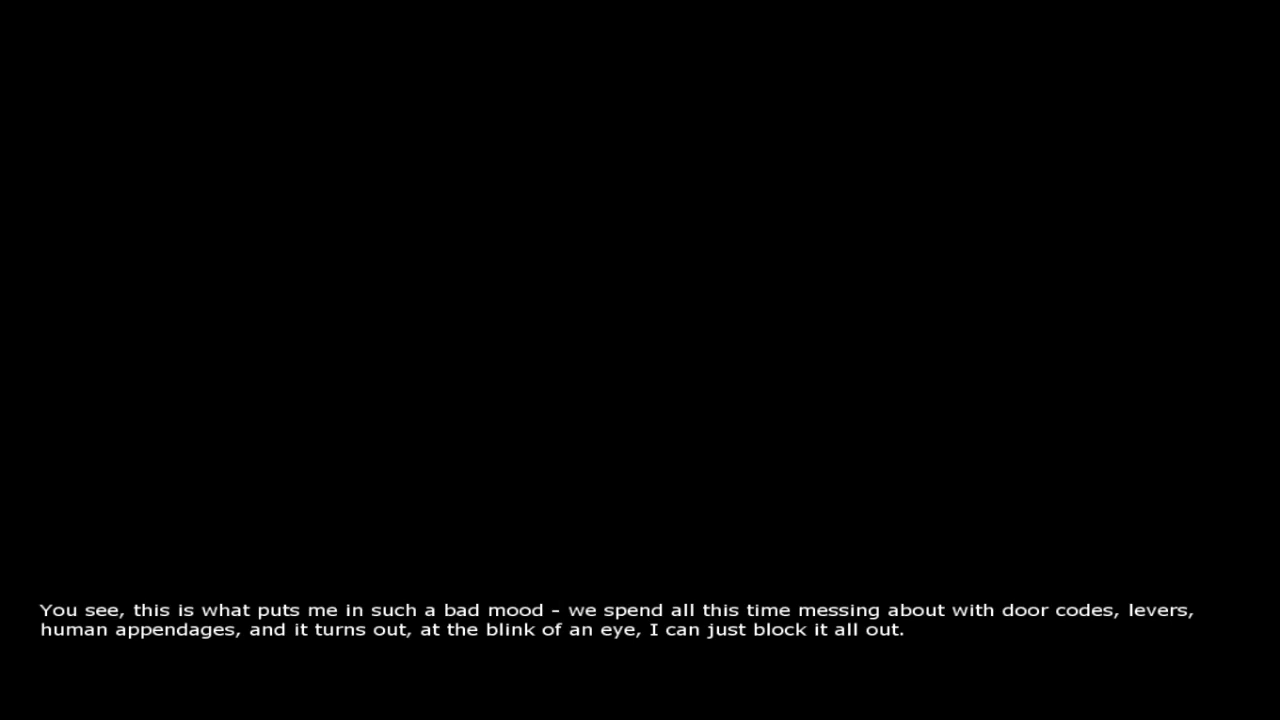 You see, this is what puts me in such a bad mood - we spend all this time messing about with door codes, levers,
human appendages, and it turns out, at the blink of an eye, I can just block it all out.